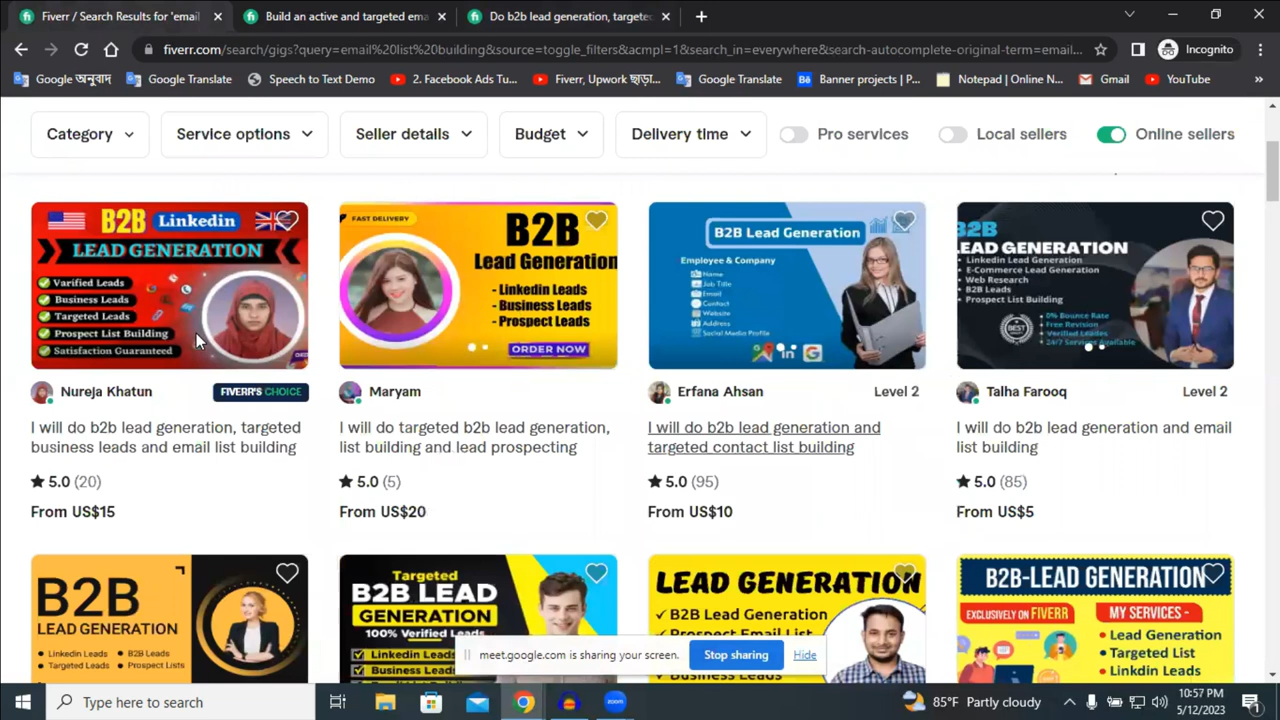 Fiverr / Search Results for 'email
Build an active and targeted ema
Do b2b lead generation, targeted
fiverr.com/search/gigs?query=email%20list%20building&source=toggle_filters&acmpl=1&search_in=everywhere&search-autocomplete-original-term=email...
Incognito
Google অনুবাদ
Google Translate
Speech to Text Demo
2. Facebook Ads Tu...
Fiverr, Upwork ছাড়া...
Google Translate
Bē
Banner projects | P...
Notepad | Online N...
Gmail
YouTube
Category
Service options
Seller details
Budget
Delivery time
Pro services
Local sellers
Online sellers
B2B Linkedin
LEAD GENERATION
Varified Leads
Business Leads
Targeted Leads
Prospect List Building
Satisfaction Guaranteed
FAST DELIVERY
B2B
Lead Generation
- Linkedin Leads
- Business Leads
- Prospect Leads
ORDER NOW
B2B Lead Generation
Employee & Company
Name
Job Title
Email
Contact
Website
Address
Social Media Profile
in G
B2B
LEAD GENERATION
• Linkedin Lead Generation
• E-Commerce Lead Generation
• Web Research
• B2B Leads
• Prospect List Building
BEST
• 0% Bounce Rate
• Free Revision
• Verified Leades
• 24/7 Services Available
Nureja Khatun
FIVERR'S CHOICE
Maryam
Erfana Ahsan
Level 2
Talha Farooq
Level 2
I will do b2b lead generation, targeted
business leads and email list building
I will do targeted b2b lead generation,
list building and lead prospecting
I will do b2b lead generation and
targeted contact list building
I will do b2b lead generation and email
list building
5.0 (20)
5.0 (5)
5.0 (95)
5.0 (85)
From US$15
From US$20
From US$10
From US$5
B2B
LEAD GENERATION
• Linkedin Leads
• B2B Leads
• Targeted Leads
• Prospect Lists
Targeted
B2B LEAD
GENERATION
100% Verified Leads
Linkedin Leads
Business Leads
LEAD GENERATION
B2B Lead Generation
Prospect Email List
Business Leads
B2B-LEAD GENERATION
EXCLUSIVELY ON FIVERR
MY SERVICES -
• Lead Generation
• Targeted List
• Linkdin Leads
meet.google.com is sharing your screen.
Stop sharing
Hide
Type here to search
zoom
85°F Partly cloudy
10:57 PM
5/12/2023
1